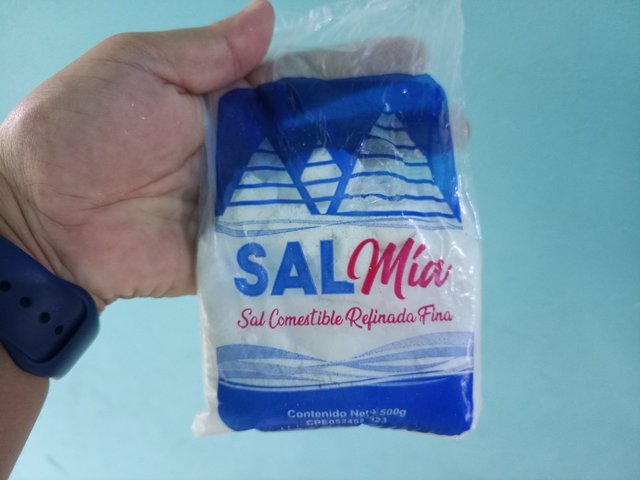 SAL Mía
Sal Comestible Refinada Fina
Contenido Neto 500g